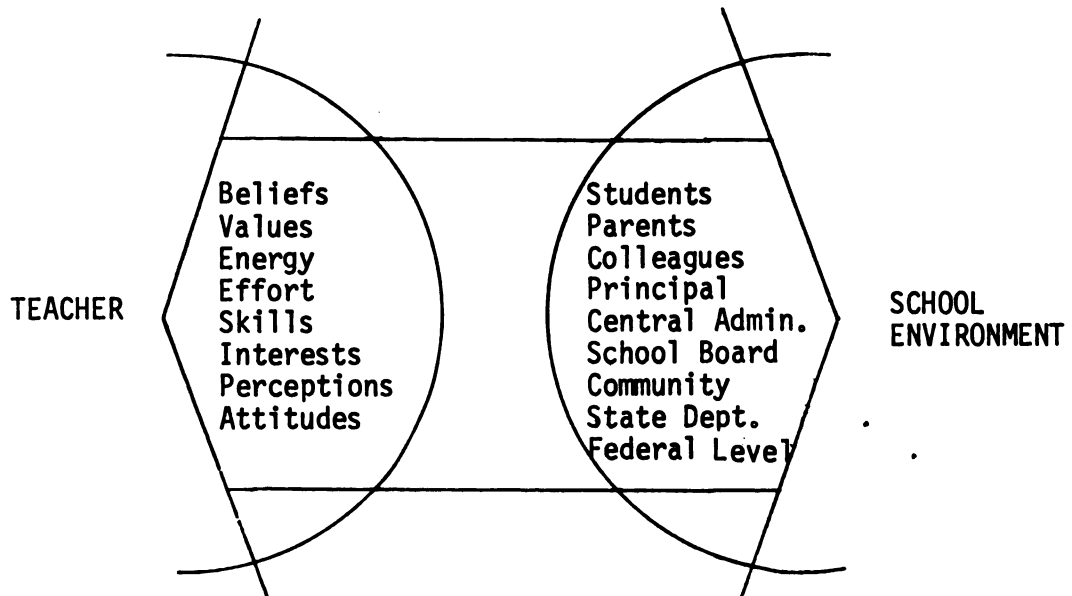 TEACHER
Beliefs
Values
Energy
Effort
Skills
Interests
Perceptions
Attitudes
Students
Parents
Colleagues
Principal
Central Admin.
School Board
Community
State Dept.
Federal Level
SCHOOL
ENVIRONMENT